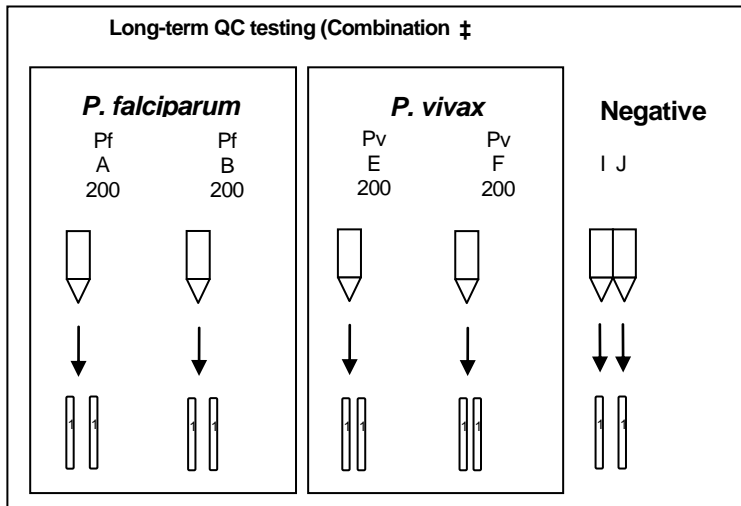 Long-term QC testing (Combination ‡
P. falciparum P. vivax Negative
Pf Pf Pv Pv
A B E F I J
200 200 200 200
1 1 1 1 1 1 1 1 1 1